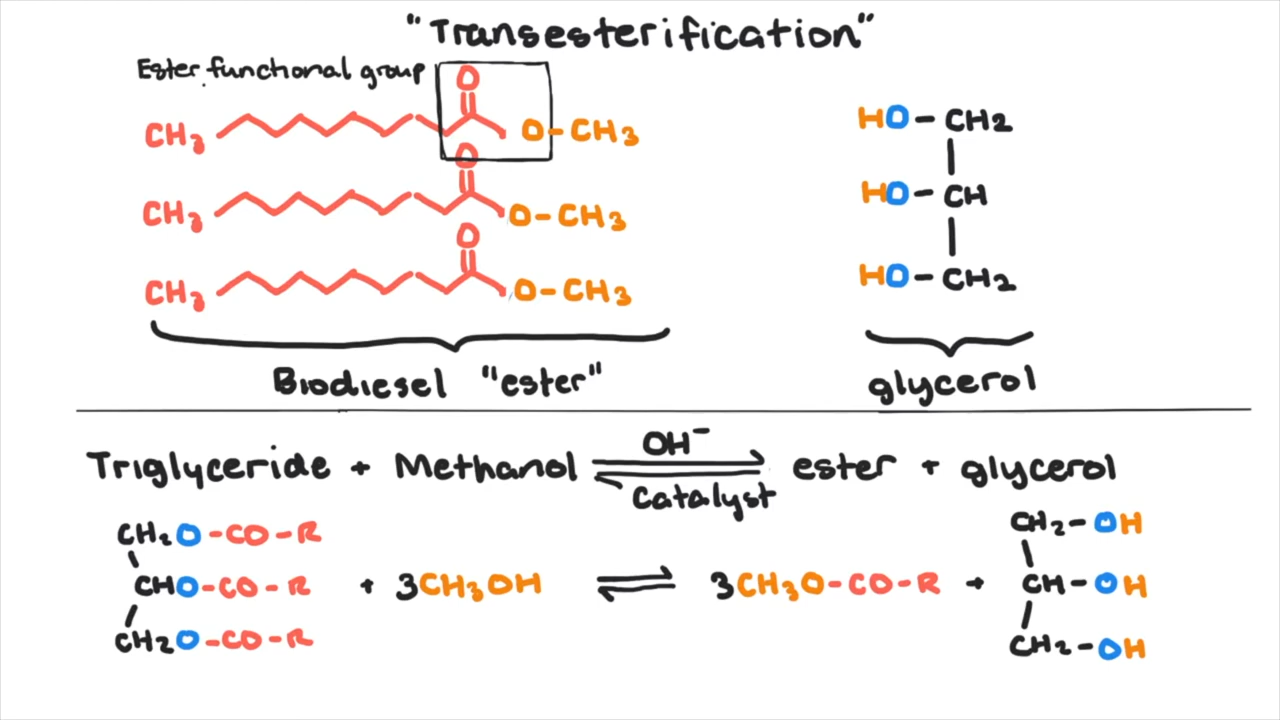 "Transesterification"
Ester functional group
O
CH3 O-CH3
O
CH3 O-CH3
O
CH3 O-CH3
HO-CH2
HO-CH
HO-CH2
Biodiesel "ester"
glycerol
Triglyceride + Methanol OH⁻ Catalyst ester + glycerol
CH2O-CO-R
CHO-CO-R + 3CH3OH ⇌ 3CH3O-CO-R +
CH2O-CO-R
CH2-OH
CH-OH
CH2-OH